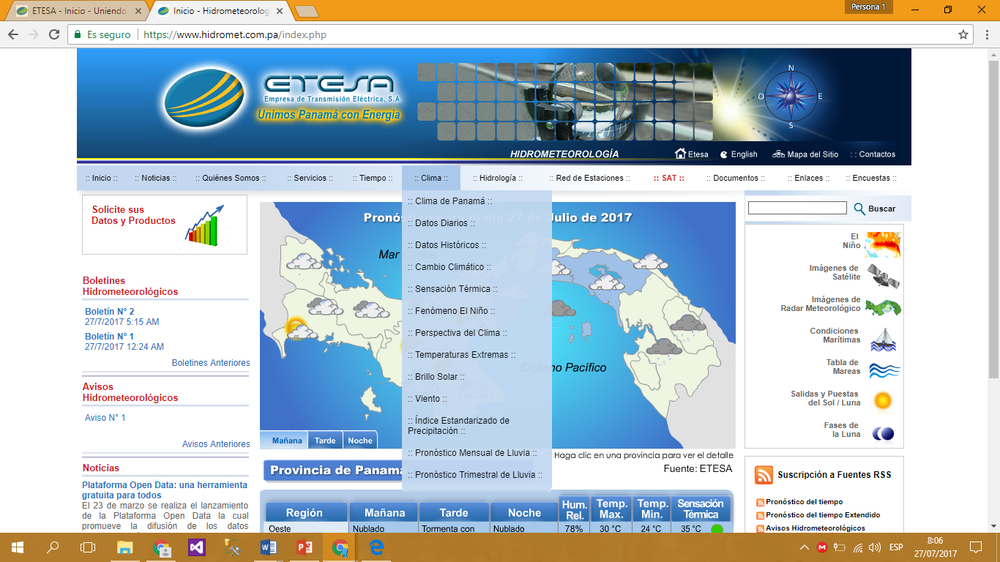 ETESA - Inicio - Uniendo
Inicio - Hidrometeorolog
Persona 1
Es seguro
https://www.hidromet.com.pa/index.php
ETESA
Empresa de Transmisión Eléctrica, S.A.
Unimos Panamá con Energía
N
O
E
S
HIDROMETEOROLOGÍA
Etesa
English
Mapa del Sitio
: : Contactos
:: Inicio ::
:: Noticias ::
:: Quiénes Somos ::
:: Servicios ::
:: Tiempo ::
:: Clima ::
:: Hidrología ::
:: Red de Estaciones ::
:: SAT ::
:: Documentos ::
:: Enlaces ::
:: Encuestas ::
Solicite sus
Datos y Productos
Boletines
Hidrometeorológicos
Boletín N° 2
27/7/2017 5:15 AM
Boletín N° 1
27/7/2017 12:24 AM
Boletines Anteriores
Avisos
Hidrometeorológicos
Aviso N° 1
Avisos Anteriores
Noticias
Plataforma Open Data: una herramienta
gratuita para todos
El 23 de marzo se realiza el lanzamiento
de la Plataforma Open Data la cual
promueve la difusión de los datos
:: Clima de Panamá ::
:: Datos Diarios ::
:: Datos Históricos ::
:: Cambio Climático ::
:: Sensación Térmica ::
:: Fenómeno El Niño ::
:: Perspectiva del Clima ::
:: Temperaturas Extremas ::
:: Brillo Solar ::
:: Viento ::
:: Índice Estandarizado de
Precipitación ::
:: Pronóstico Mensual de Lluvia ::
:: Pronóstico Trimestral de Lluvia ::
Pronóstico para el día 27 de Julio de 2017
Mar
Océano Pacífico
Mañana
Tarde
Noche
Haga clic en una provincia para ver el detalle
Fuente: ETESA
Provincia de Panam
Región
Mañana
Tarde
Noche
Hum.
Rel.
Temp.
Max.
Temp.
Min.
Sensación
Térmica
Oeste
Nublado
Tormenta con
Nublado
78%
30 °C
24 °C
35 °C
Buscar
El
Niño
Imágenes de
Satélite
Imágenes de
Radar Meteorológico
Condiciones
Marítimas
Tabla de
Mareas
Salidas y Puestas
del Sol / Luna
Fases de
la Luna
Suscripción a Fuentes RSS
Pronóstico del tiempo
Pronóstico del tiempo Extendido
Avisos Hidrometeorológicos
ESP
8:06
27/07/2017